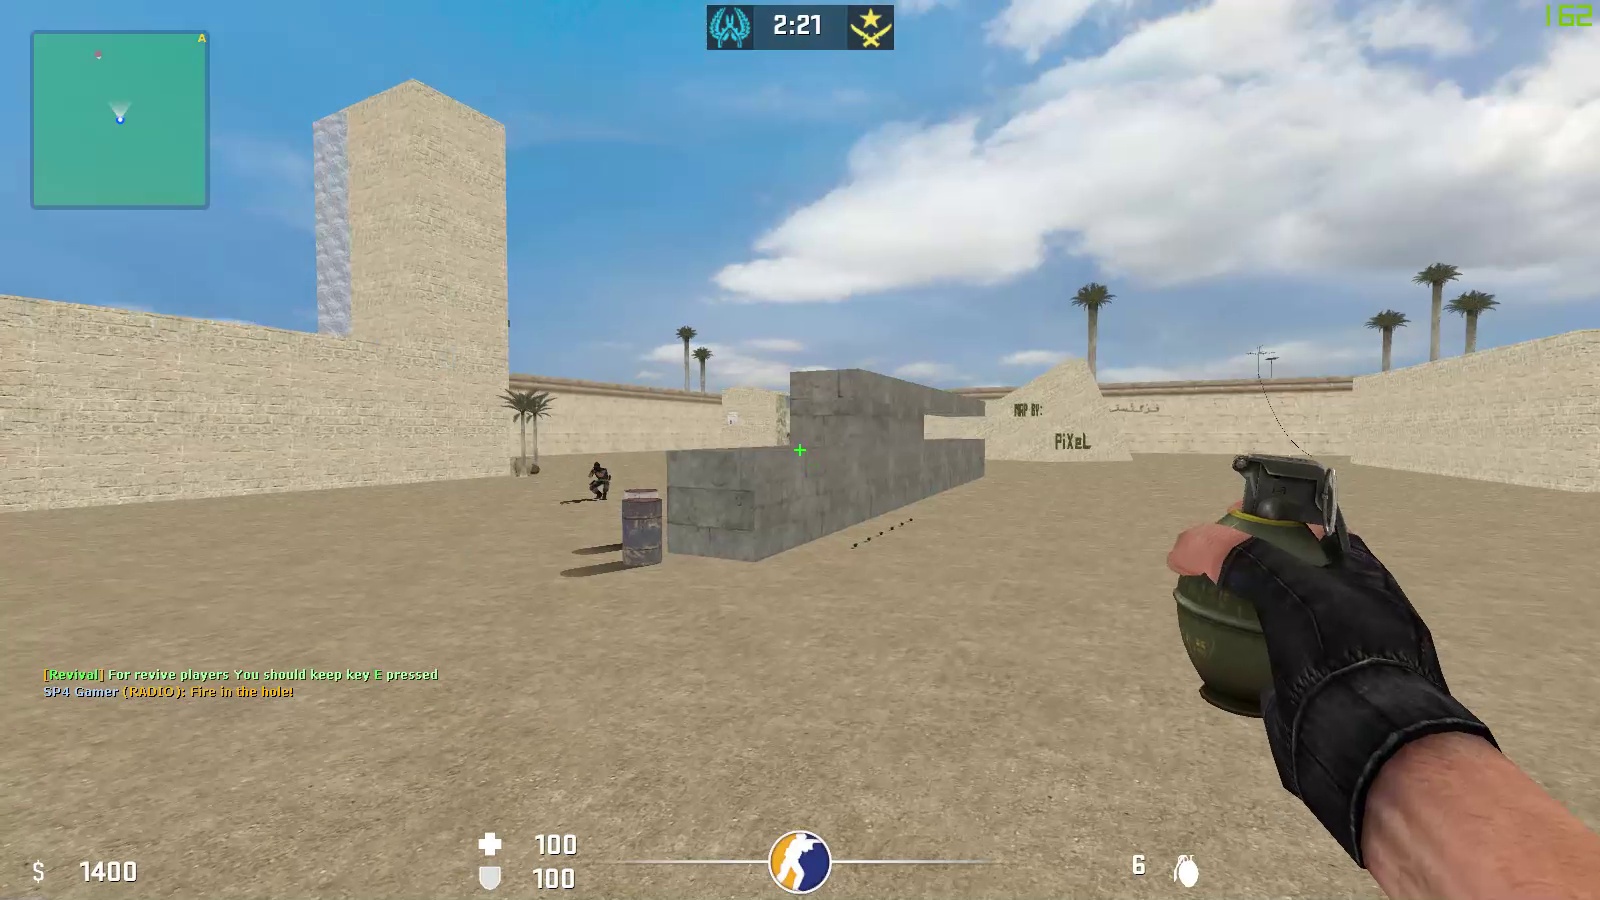 A
2:21
162
MAP BY:
PiXeL
[Revival] For revive players You should keep key E pressed
SP4 Gamer (RADIO): Fire in the hole!
$ 1400
100
100
6